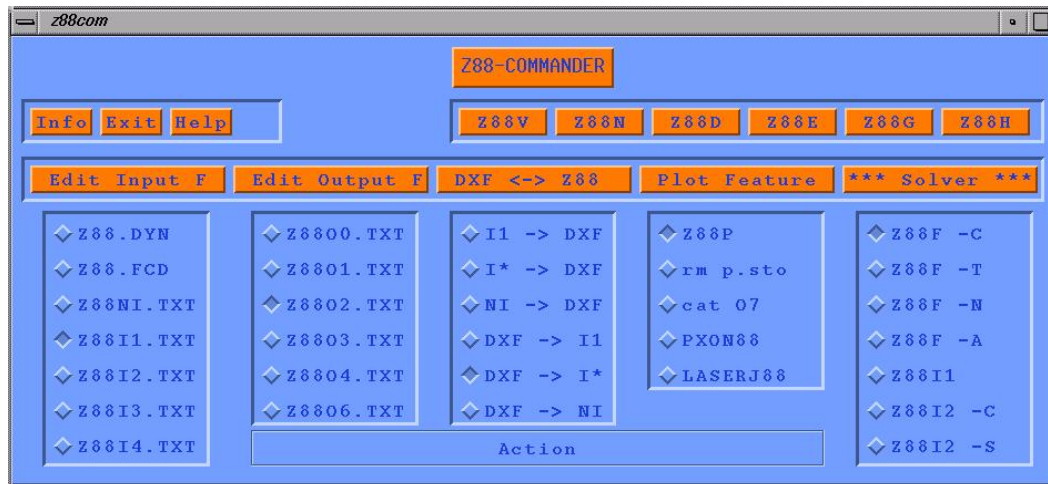 z88com
Z88-COMMANDER
Info Exit Help
Z88V Z88N Z88D Z88E Z88G Z88H
Edit Input F Edit Output F DXF <-> Z88 Plot Feature *** Solver ***
Z88.DYN Z88O0.TXT I1 -> DXF Z88P Z88F -C
Z88.FCD Z88O1.TXT I* -> DXF rm p.sto Z88F -T
Z88NI.TXT Z88O2.TXT NI -> DXF cat O7 Z88F -N
Z88I1.TXT Z88O3.TXT DXF -> I1 PXON88 Z88F -A
Z88I2.TXT Z88O4.TXT DXF -> I* LASERJ88 Z88I1
Z88I3.TXT Z88O6.TXT DXF -> NI Z88I2 -C
Z88I4.TXT Action Z88I2 -S